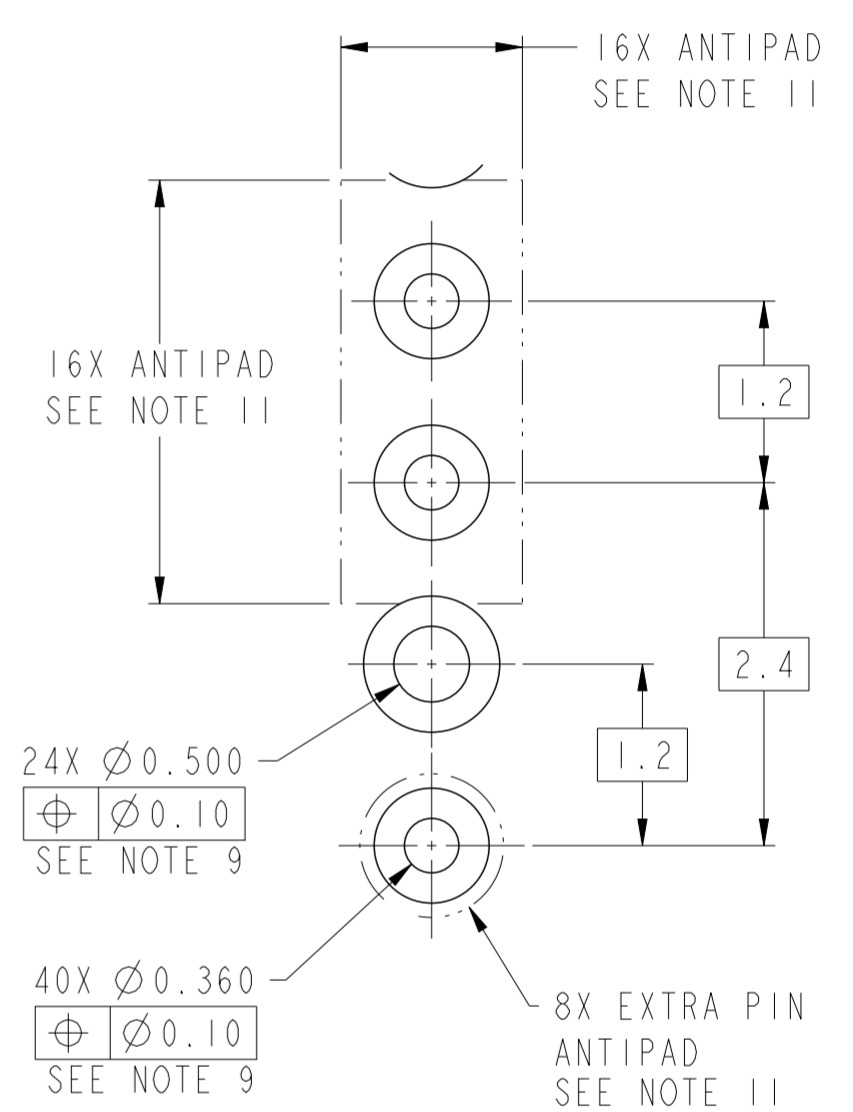 16X ANTIPAD
SEE NOTE 11
16X ANTIPAD
SEE NOTE 11
1.2
2.4
1.2
24X Ø0.500
⌖ Ø0.10
SEE NOTE 9
40X Ø0.360
⌖ Ø0.10
SEE NOTE 9
8X EXTRA PIN
ANTIPAD
SEE NOTE 11